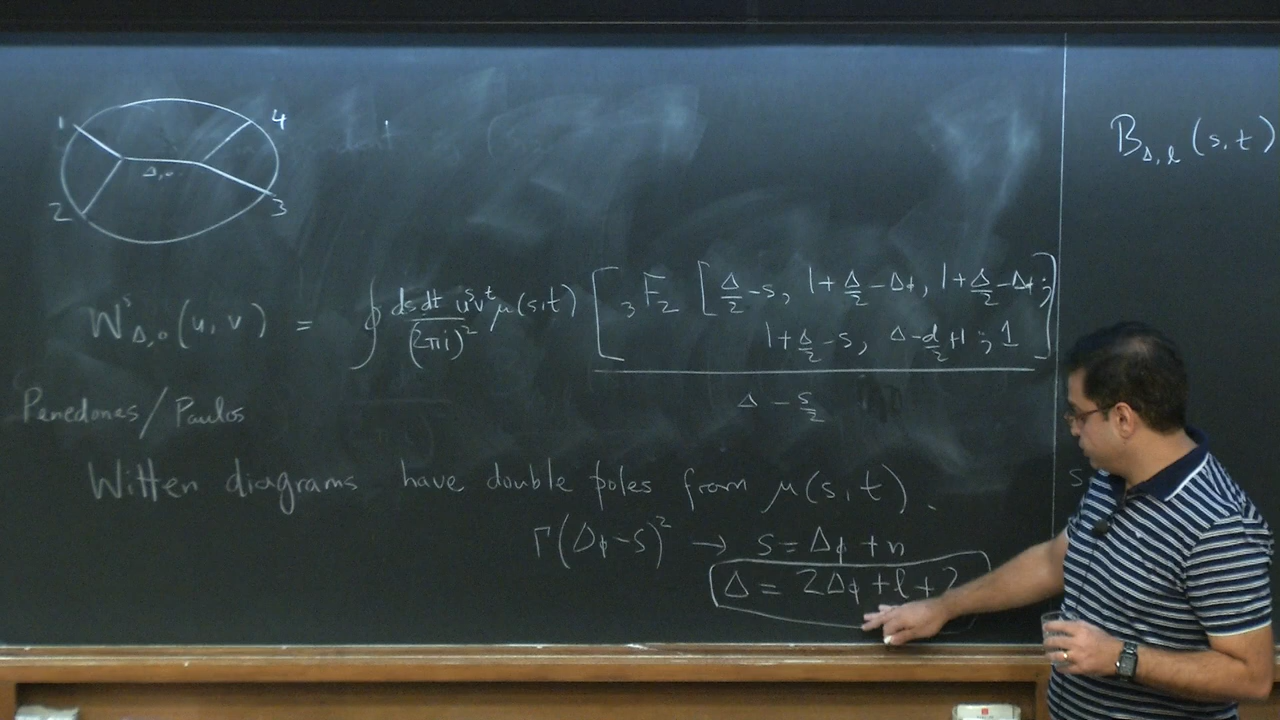 1
4
Δ,0
2
3
B_{Δ,ℓ}(s,t)
W^s_{Δ,0}(u,v) = ∮ ds dt/(2πi)² u^s v^t μ(s,t) [₃F₂ [Δ/2-s, 1+Δ/2-Δϕ, 1+Δ/2-Δϕ;
1+Δ/2-s, Δ-d/2+1; 1]
Δ - s/2
Penedones/Paulos
Witten diagrams have double poles from μ(s,t).
s
Γ(Δϕ-s)² → s=Δϕ+n
Δ = 2Δϕ+ℓ+2